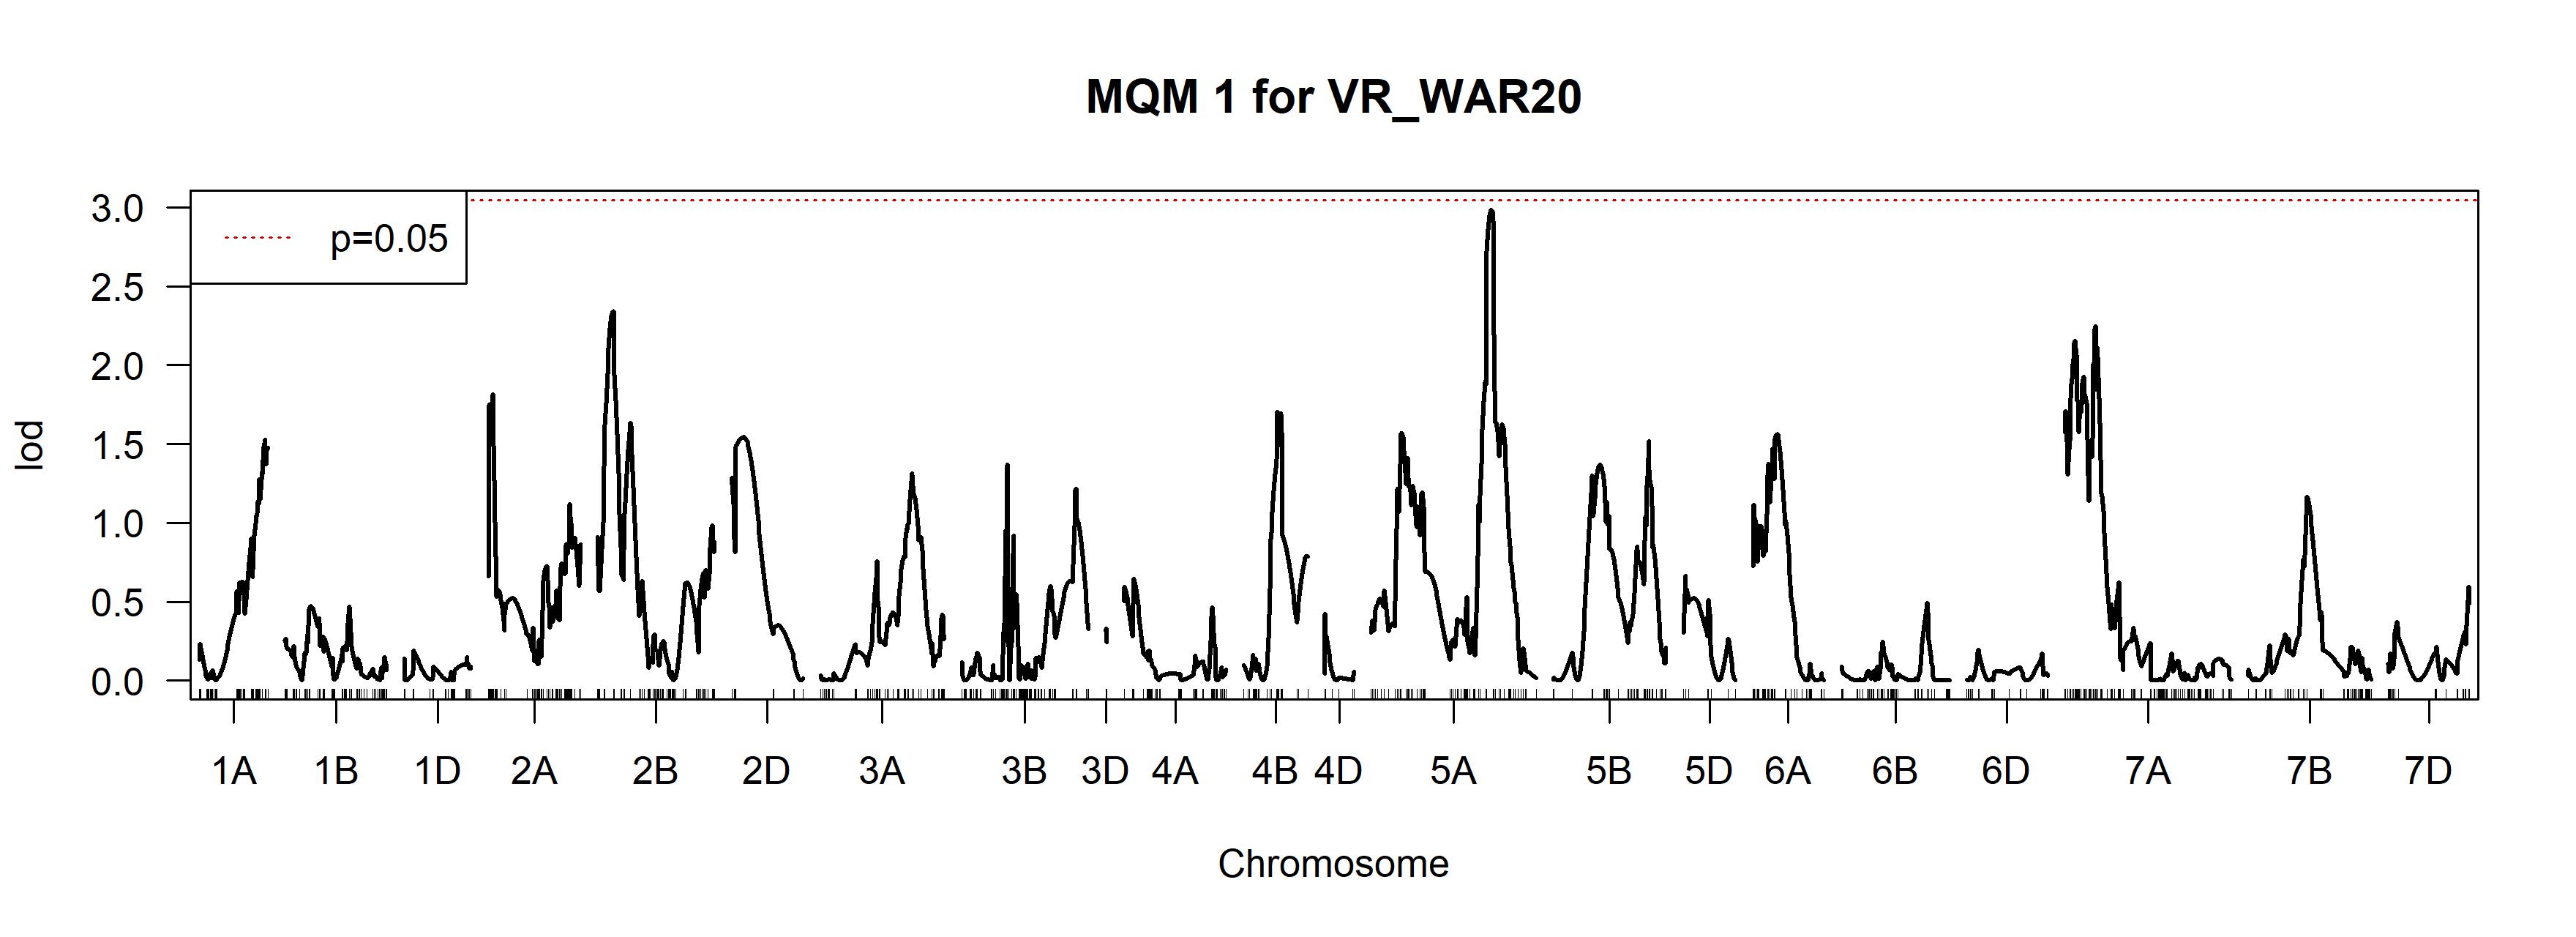 MQM 1 for VR_WAR20
p=0.05
3.0
2.5
2.0
1.5
1.0
0.5
0.0
lod
1A 1B 1D 2A 2B 2D 3A 3B 3D 4A 4B 4D 5A 5B 5D 6A 6B 6D 7A 7B 7D
Chromosome